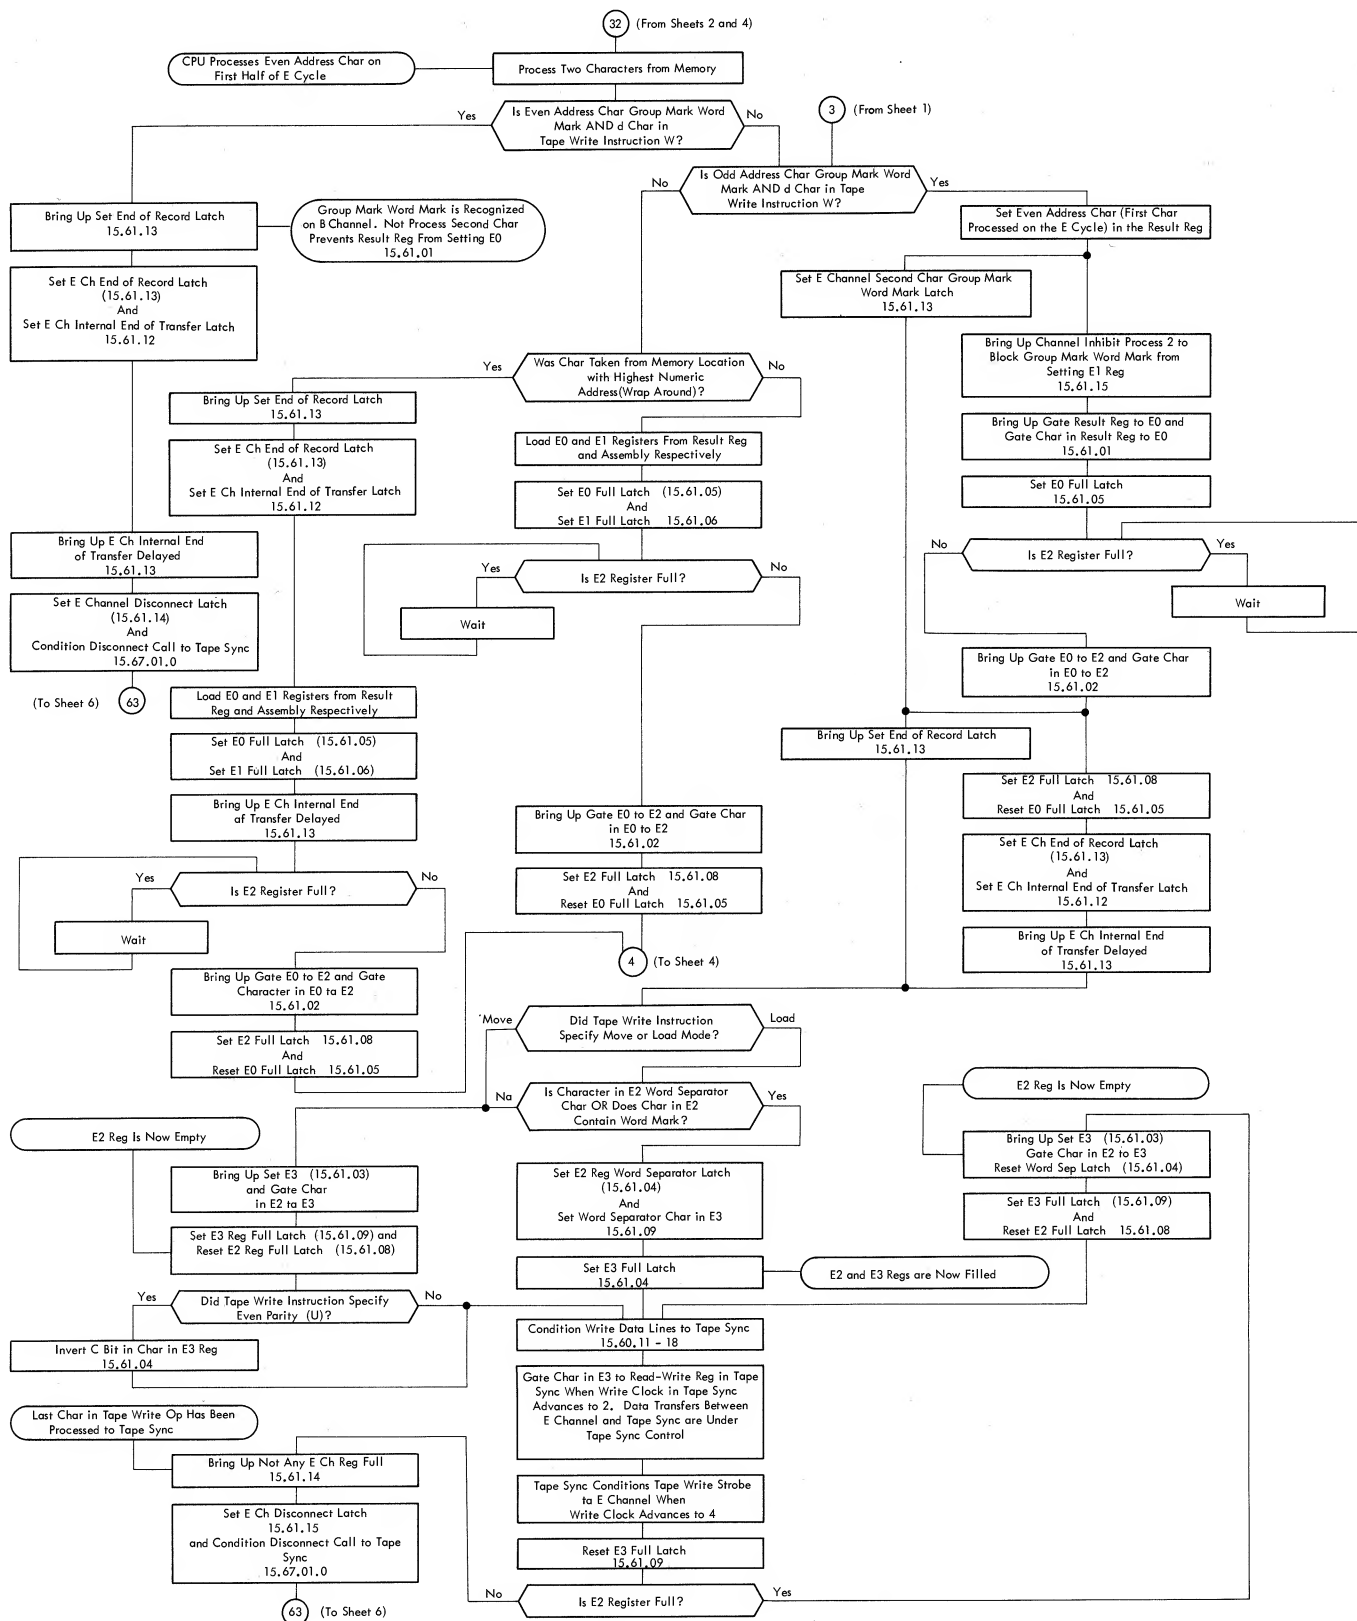 32 (From Sheets 2 and 4)
CPU Processes Even Address Char on
First Half of E Cycle
Process Two Characters from Memory
Yes
Is Even Address Char Group Mark Word
Mark AND d Char in
Tape Write Instruction W?
No
3 (From Sheet 1)
No
Is Odd Address Char Group Mark Word
Mark AND d Char in Tape
Write Instruction W?
Yes
Bring Up Set End of Record Latch
15.61.13
Group Mark Word Mark is Recognized
on B Channel. Not Process Second Char
Prevents Result Reg From Setting E0
15.61.01
Set Even Address Char (First Char
Processed on the E Cycle) in the Result Reg
Set E Ch End of Record Latch
(15.61.13)
And
Set E Ch Internal End of Transfer Latch
15.61.12
Set E Channel Second Char Group Mark
Word Mark Latch
15.61.13
Bring Up Channel Inhibit Process 2 to
Block Group Mark Word Mark from
Setting E1 Reg
15.61.15
Yes
Was Char Taken from Memory Location
with Highest Numeric
Address(Wrap Around)?
No
Bring Up Set End of Record Latch
15.61.13
Bring Up Gate Result Reg to E0 and
Gate Char in Result Reg to E0
15.61.01
Load E0 and E1 Registers From Result Reg
and Assembly Respectively
Set E Ch End of Record Latch
(15.61.13)
And
Set E Ch Internal End of Transfer Latch
15.61.12
Set E0 Full Latch
15.61.05
Set E0 Full Latch (15.61.05)
And
Set E1 Full Latch 15.61.06
Bring Up E Ch Internal End
of Transfer Delayed
15.61.13
No
Is E2 Register Full?
Yes
Yes
Is E2 Register Full?
No
Wait
Set E Channel Disconnect Latch
(15.61.14)
And
Condition Disconnect Call to Tape Sync
15.67.01.0
Wait
Bring Up Gate E0 to E2 and Gate Char
in E0 to E2
15.61.02
(To Sheet 6) 63
Load E0 and E1 Registers from Result
Reg and Assembly Respectively
Set E0 Full Latch (15.61.05)
And
Set E1 Full Latch (15.61.06)
Bring Up Set End of Record Latch
15.61.13
Set E2 Full Latch 15.61.08
And
Reset E0 Full Latch 15.61.05
Bring Up E Ch Internal End
of Transfer Delayed
15.61.13
Bring Up Gate E0 to E2 and Gate Char
in E0 to E2
15.61.02
Set E Ch End of Record Latch
(15.61.13)
And
Set E Ch Internal End of Transfer Latch
15.61.12
Yes
Is E2 Register Full?
No
Set E2 Full Latch 15.61.08
And
Reset E0 Full Latch 15.61.05
Wait
Bring Up E Ch Internal End
of Transfer Delayed
15.61.13
4 (To Sheet 4)
Bring Up Gate E0 to E2 and Gate
Character in E0 ta E2
15.61.02
Move
Did Tape Write Instruction
Specify Move or Load Mode?
Load
Set E2 Full Latch 15.61.08
And
Reset E0 Full Latch 15.61.05
E2 Reg Is Now Empty
Na
Is Character in E2 Word Separator
Char OR Does Char in E2
Contain Word Mark?
Yes
E2 Reg Is Now Empty
Bring Up Set E3 (15.61.03)
Gate Char in E2 to E3
Reset Word Sep Latch (15.61.04)
Bring Up Set E3 (15.61.03)
and Gate Char
in E2 ta E3
Set E2 Reg Word Separator Latch
(15.61.04)
And
Set Word Separator Char in E3
15.61.09
Set E3 Full Latch (15.61.09)
And
Reset E2 Full Latch 15.61.08
Set E3 Reg Full Latch (15.61.09) and
Reset E2 Reg Full Latch (15.61.08)
Set E3 Full Latch
15.61.04
E2 and E3 Regs are Now Filled
Yes
Did Tape Write Instruction Specify
Even Parity (U)?
No
Condition Write Data Lines to Tape Sync
15.60.11 - 18
Invert C Bit in Char in E3 Reg
15.61.04
Gate Char in E3 to Read-Write Reg in Tape
Sync When Write Clock in Tape Sync
Advances to 2. Data Transfers Between
E Channel and Tape Sync are Under
Tape Sync Control
Last Char in Tape Write Op Has Been
Processed to Tape Sync
Bring Up Not Any E Ch Reg Full
15.61.14
Tape Sync Conditions Tape Write Strobe
ta E Channel When
Write Clock Advances to 4
Set E Ch Disconnect Latch
15.61.15
and Condition Disconnect Call to Tape
Sync
15.67.01.0
Reset E3 Full Latch
15.61.09
No
Is E2 Register Full?
Yes
63 (To Sheet 6)